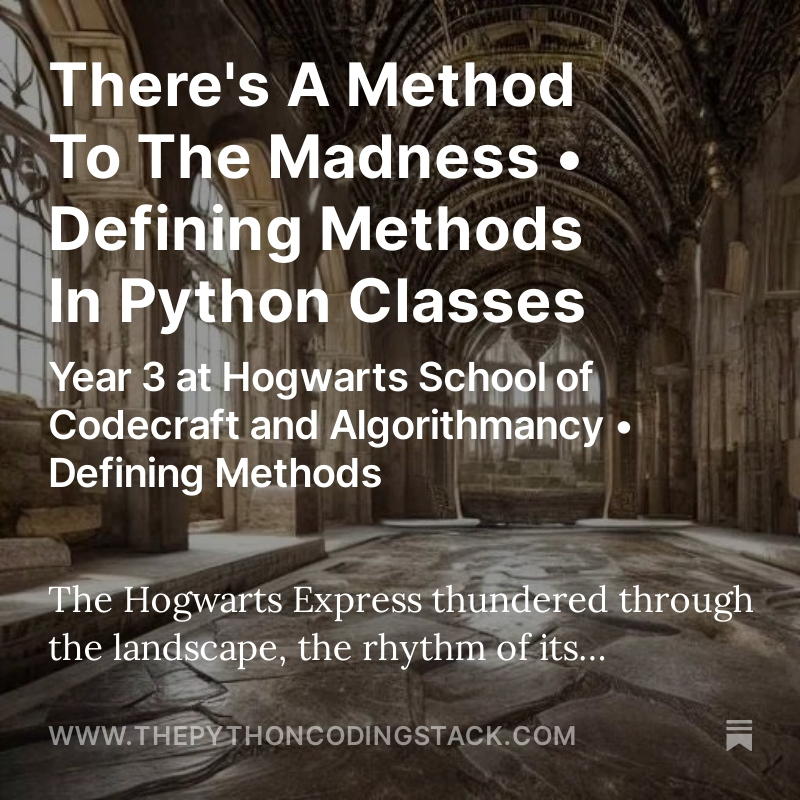 There's A Method
To The Madness •
Defining Methods
In Python Classes
Year 3 at Hogwarts School of
Codecraft and Algorithmancy •
Defining Methods
The Hogwarts Express thundered through
the landscape, the rhythm of its...
WWW.THEPYTHONCODINGSTACK.COM